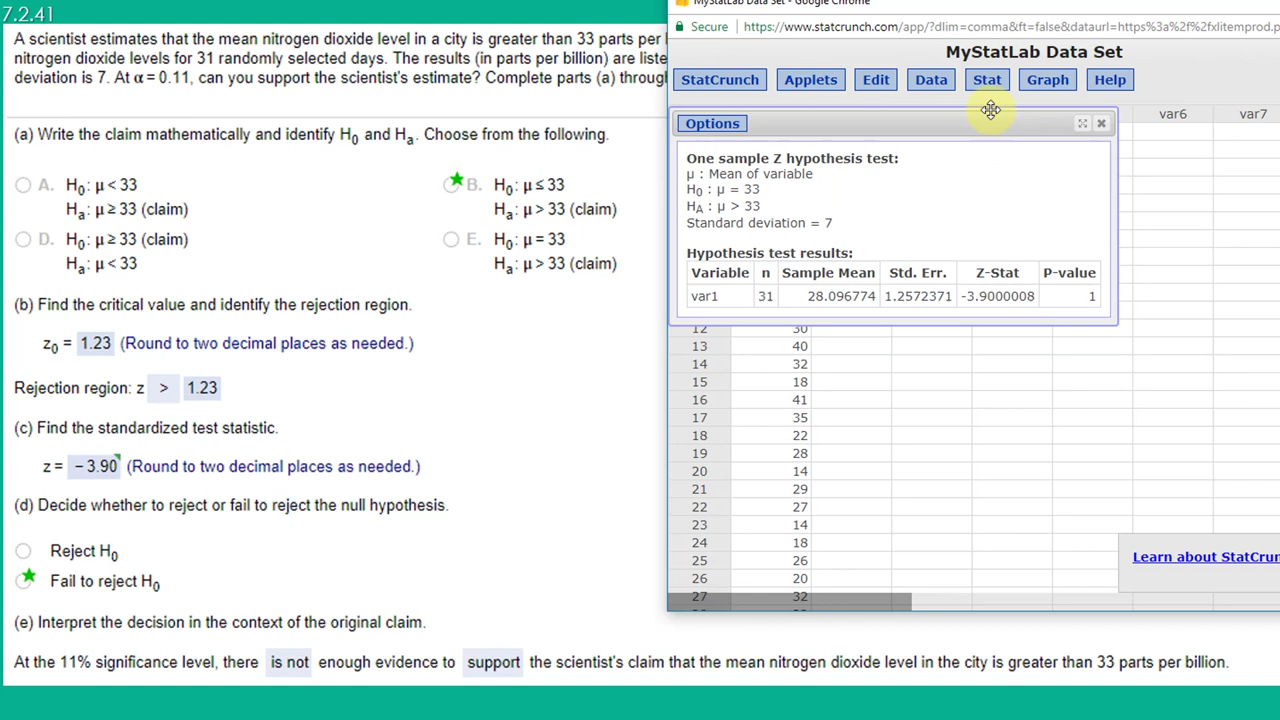 7.2.41
A scientist estimates that the mean nitrogen dioxide level in a city is greater than 33 parts per
nitrogen dioxide levels for 31 randomly selected days. The results (in parts per billion) are liste
deviation is 7. At α = 0.11, can you support the scientist's estimate? Complete parts (a) throug
(a) Write the claim mathematically and identify H0 and Ha. Choose from the following.
A. H0: μ < 33
Ha: μ ≥ 33 (claim)
B. H0: μ ≤ 33
Ha: μ > 33 (claim)
D. H0: μ ≥ 33 (claim)
Ha: μ < 33
E. H0: μ = 33
Ha: μ > 33 (claim)
(b) Find the critical value and identify the rejection region.
z0 = 1.23 (Round to two decimal places as needed.)
Rejection region: z > 1.23
(c) Find the standardized test statistic.
z = − 3.90 (Round to two decimal places as needed.)
(d) Decide whether to reject or fail to reject the null hypothesis.
Reject H0
Fail to reject H0
(e) Interpret the decision in the context of the original claim.
At the 11% significance level, there is not enough evidence to support the scientist's claim that the mean nitrogen dioxide level in the city is greater than 33 parts per billion.
MyStatLab Data Set - Google Chrome
Secure https://www.statcrunch.com/app/?dlim=comma&ft=false&dataurl=https%3a%2f%2fxlitemprod.p
MyStatLab Data Set
StatCrunch Applets Edit Data Stat Graph Help
var6 var7
Options
One sample Z hypothesis test:
μ : Mean of variable
H0 : μ = 33
HA : μ > 33
Standard deviation = 7
Hypothesis test results:
Variable n Sample Mean Std. Err. Z-Stat P-value
var1 31 28.096774 1.2572371 -3.9000008 1
12 30
13 40
14 32
15 18
16 41
17 35
18 22
19 28
20 14
21 29
22 27
23 14
24 18
25 26
26 20
27 32
Learn about StatCrun